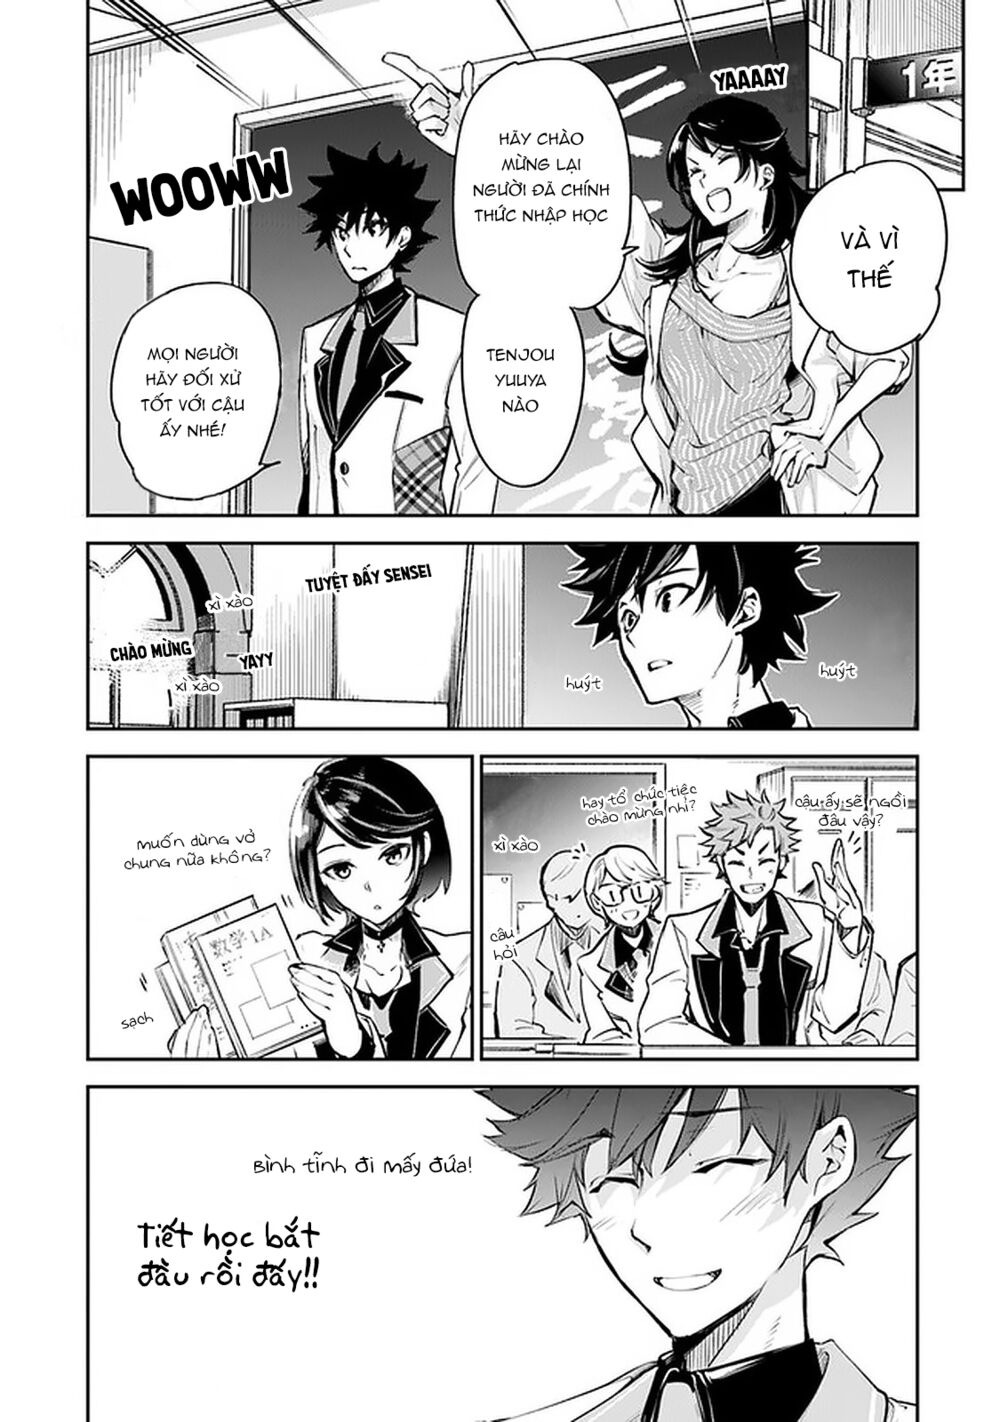 1年
YAAAAY
VÀ VÌ
THẾ
HÃY CHÀO
MỪNG LẠI
NGƯỜI ĐÃ CHÍNH
THỨC NHẬP HỌC
TENJOU
YUUYA
NÀO
WOOWW
MỌI NGƯỜI
HÃY ĐỐI XỬ
TỐT VỚI CẬU
ẤY NHÉ!
TUYỆT ĐẤY SENSEI
xì xào
CHÀO MỪNG
YAYY
xì xào
huýt
huýt
muốn dùng vở
chung nữa không?
数学1A
sạch
hay tổ chức tiệc
chào mừng nhỉ?
cậu ấy sẽ ngồi
đâu vậy?
xì xào
câu
hỏi
Bình tĩnh đi mấy đứa!
Tiết học bắt
đầu rồi đấy!!